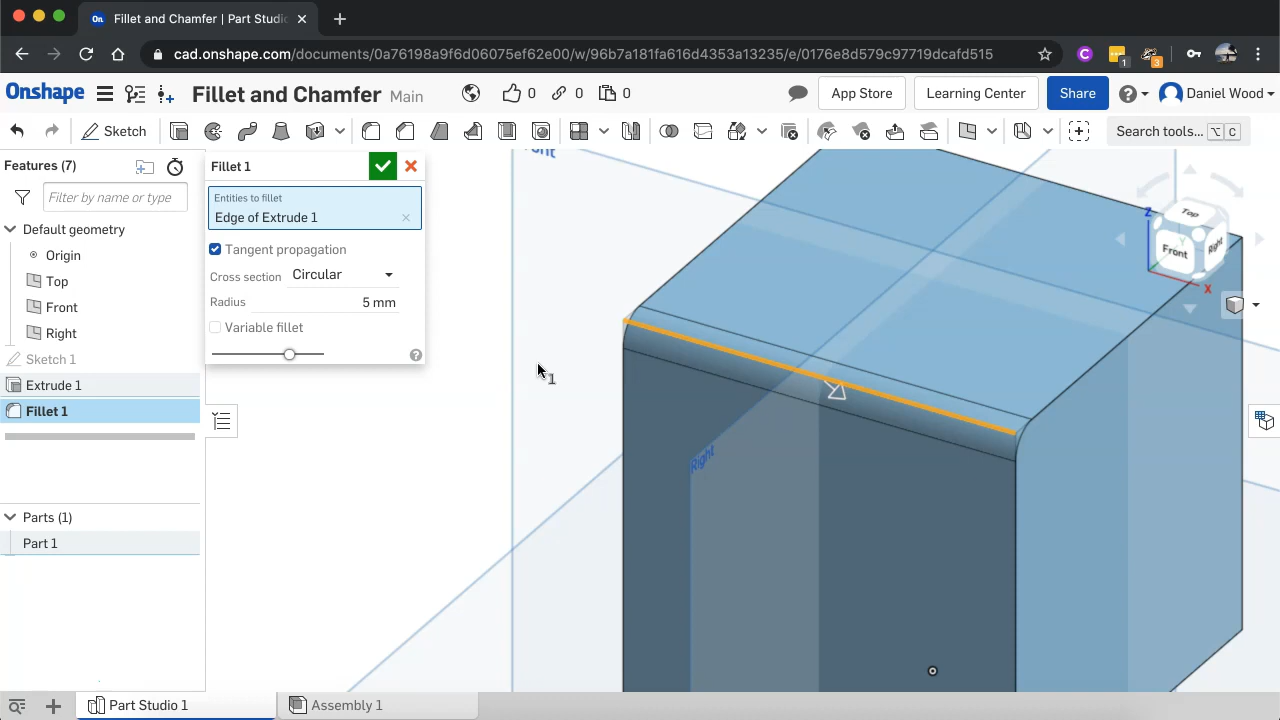 Fillet and Chamfer | Part Studio
cad.onshape.com/documents/0a76198a9f6d06075ef62e00/w/96b7a181fa616d4353a13235/e/0176e8d579c97719dcafd515
1
3
Onshape
Fillet and Chamfer Main
0
0
0
App Store
Learning Center
Share
Daniel Wood
Sketch
Search tools... ⌥ C
Features (7)
Filter by name or type
Default geometry
Origin
Top
Front
Right
Sketch 1
Extrude 1
Fillet 1
Parts (1)
Part 1
Fillet 1
Entities to fillet
Edge of Extrude 1
Tangent propagation
Cross section Circular
Radius 5 mm
Variable fillet
1
Right
Top
Front
Right
Z
Y
X
Part Studio 1
Assembly 1